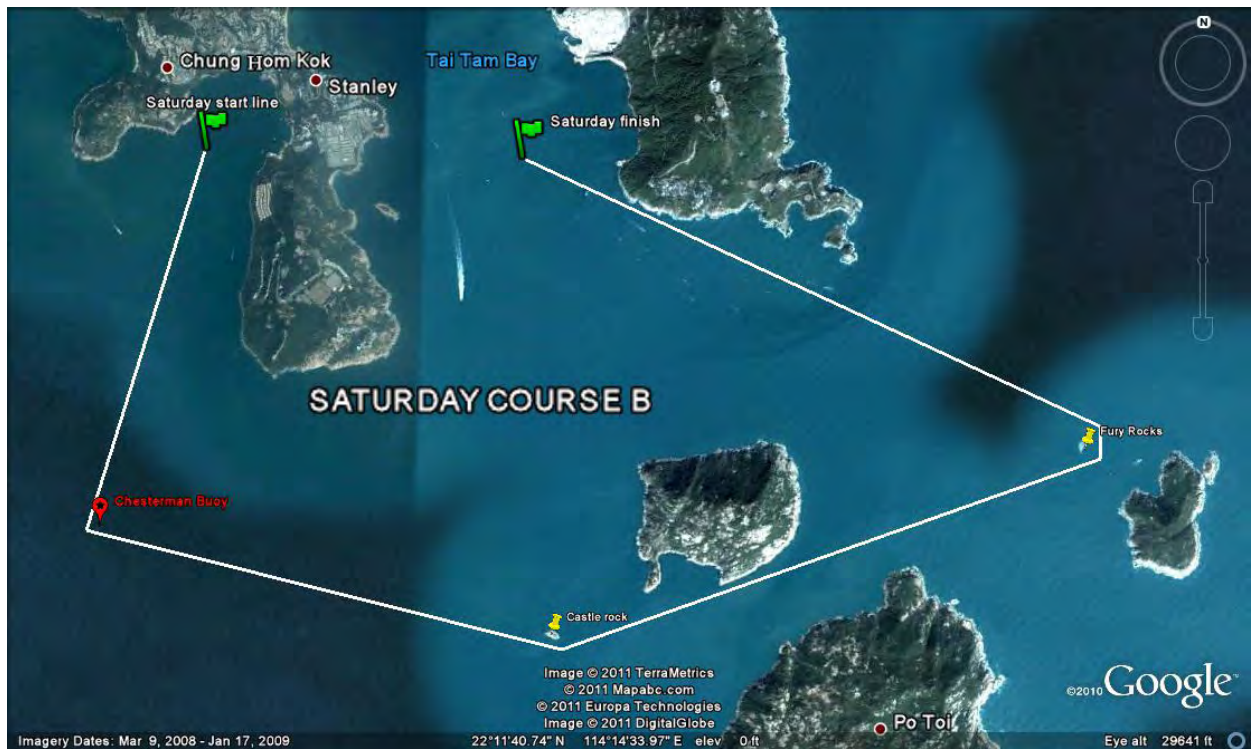 N
Chung Hom Kok
Tai Tam Bay
Stanley
Saturday start line
Saturday finish
SATURDAY COURSE B
Fury Rocks
Chesterman Buoy
Castle rock
Image © 2011 TerraMetrics
© 2011 Mapabc.com
© 2011 Europa Technologies
Image © 2011 DigitalGlobe
©2010 Google™
Po Toi
Imagery Dates: Mar 9, 2008 - Jan 17, 2009
22°11'40.74" N 114°14'33.97" E elev 0 ft
Eye alt 29641 ft